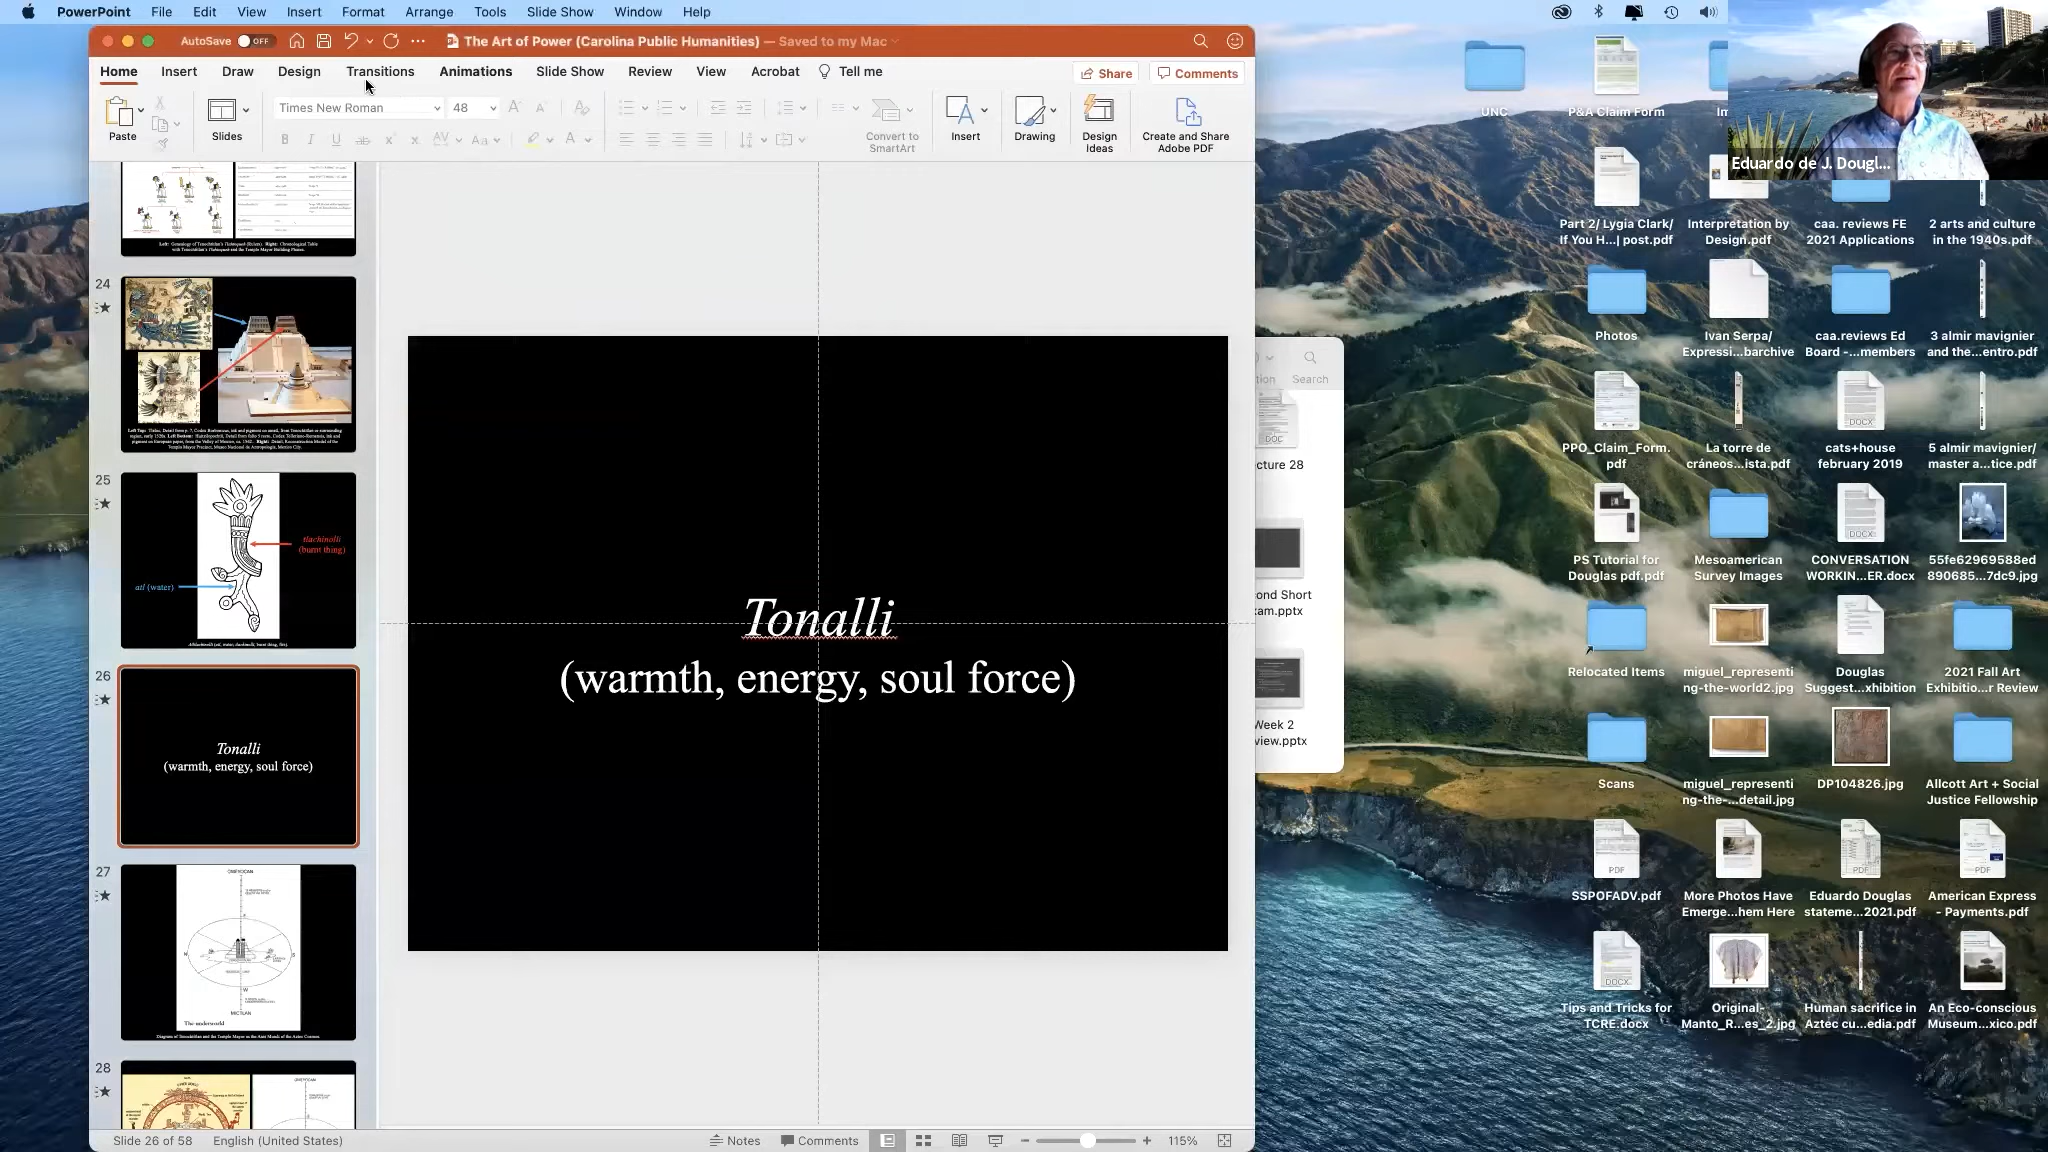 PowerPoint File Edit View Insert Format Arrange Tools Slide Show Window Help
AutoSave OFF
The Art of Power (Carolina Public Humanities) — Saved to my Mac
Home Insert Draw Design Transitions Animations Slide Show Review View Acrobat Tell me
Share Comments
Times New Roman 48
Paste
Slides
Convert to
SmartArt
Insert
Drawing
Design
Ideas
Create and Share
Adobe PDF
24
25
tlachinolli
(burnt thing)
atl (water)
26
Tonalli
(warmth, energy, soul force)
27
OMEYOCAN
N
S
W
MICTLAN
The underworld
28
Tonalli
(warmth, energy, soul force)
Slide 26 of 58 English (United States)
Notes Comments 115%
Search
DOC
cture 28
ond Short
xam.pptx
Week 2
view.pptx
Eduardo de J. Dougl...
UNC
P&A Claim Form
Part 2/ Lygia Clark/
If You H...| post.pdf
Interpretation by
Design.pdf
caa. reviews FE
2021 Applications
2 arts and culture
in the 1940s.pdf
Photos
Ivan Serpa/
Expressi...barchive
caa.reviews Ed
Board -...members
3 almir mavignier
and the...entro.pdf
PPO_Claim_Form.
pdf
La torre de
cráneos...ista.pdf
DOCX
cats+house
february 2019
5 almir mavignier/
master a...tice.pdf
PS Tutorial for
Douglas pdf.pdf
Mesoamerican
Survey Images
DOCX
CONVERSATION
WORKIN...ER.docx
55fe62969588ed
890685...7dc9.jpg
Relocated Items
miguel_representi
ng-the-world2.jpg
Douglas
Suggest...xhibition
2021 Fall Art
Exhibitio...r Review
Scans
miguel_representi
ng-the-...detail.jpg
DP104826.jpg
Allcott Art + Social
Justice Fellowship
PDF
SSPOFADV.pdf
More Photos Have
Emerge...hem Here
PDF
Eduardo Douglas
stateme...2021.pdf
PDF
American Express
- Payments.pdf
DOCX
Tips and Tricks for
TCRE.docx
Original-
Manto_R...es_2.jpg
Human sacrifice in
Aztec cu...edia.pdf
An Eco-conscious
Museum...xico.pdf